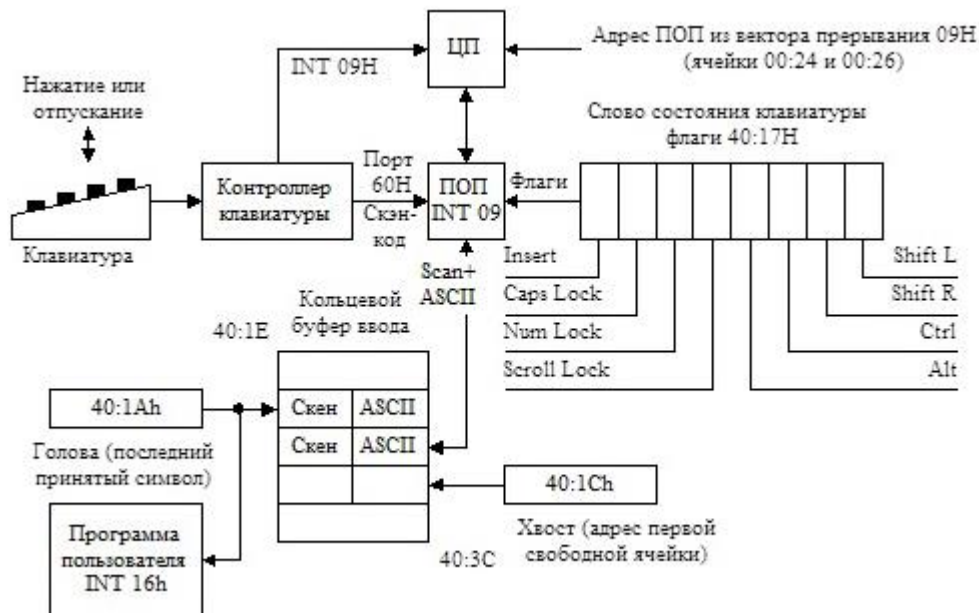 ЦП
Адрес ПОП из вектора прерывания 09H
(ячейки 00:24 и 00:26)
INT 09H
Нажатие или
отпускание
Слово состояния клавиатуры
флаги 40:17H
Клавиатура
Контроллер
клавиатуры
Порт
60H
Скэн-
код
ПОП
INT 09
Флаги
Insert
Caps Lock
Num Lock
Scroll Lock
Shift L
Shift R
Ctrl
Alt
Scan+
ASCII
Кольцевой
буфер ввода
40:1E
40:1Ah
Голова (последний
принятый символ)
Скен ASCII
Скен ASCII
40:1Ch
Хвост (адрес первой
свободной ячейки)
40:3C
Программа
пользователя
INT 16h